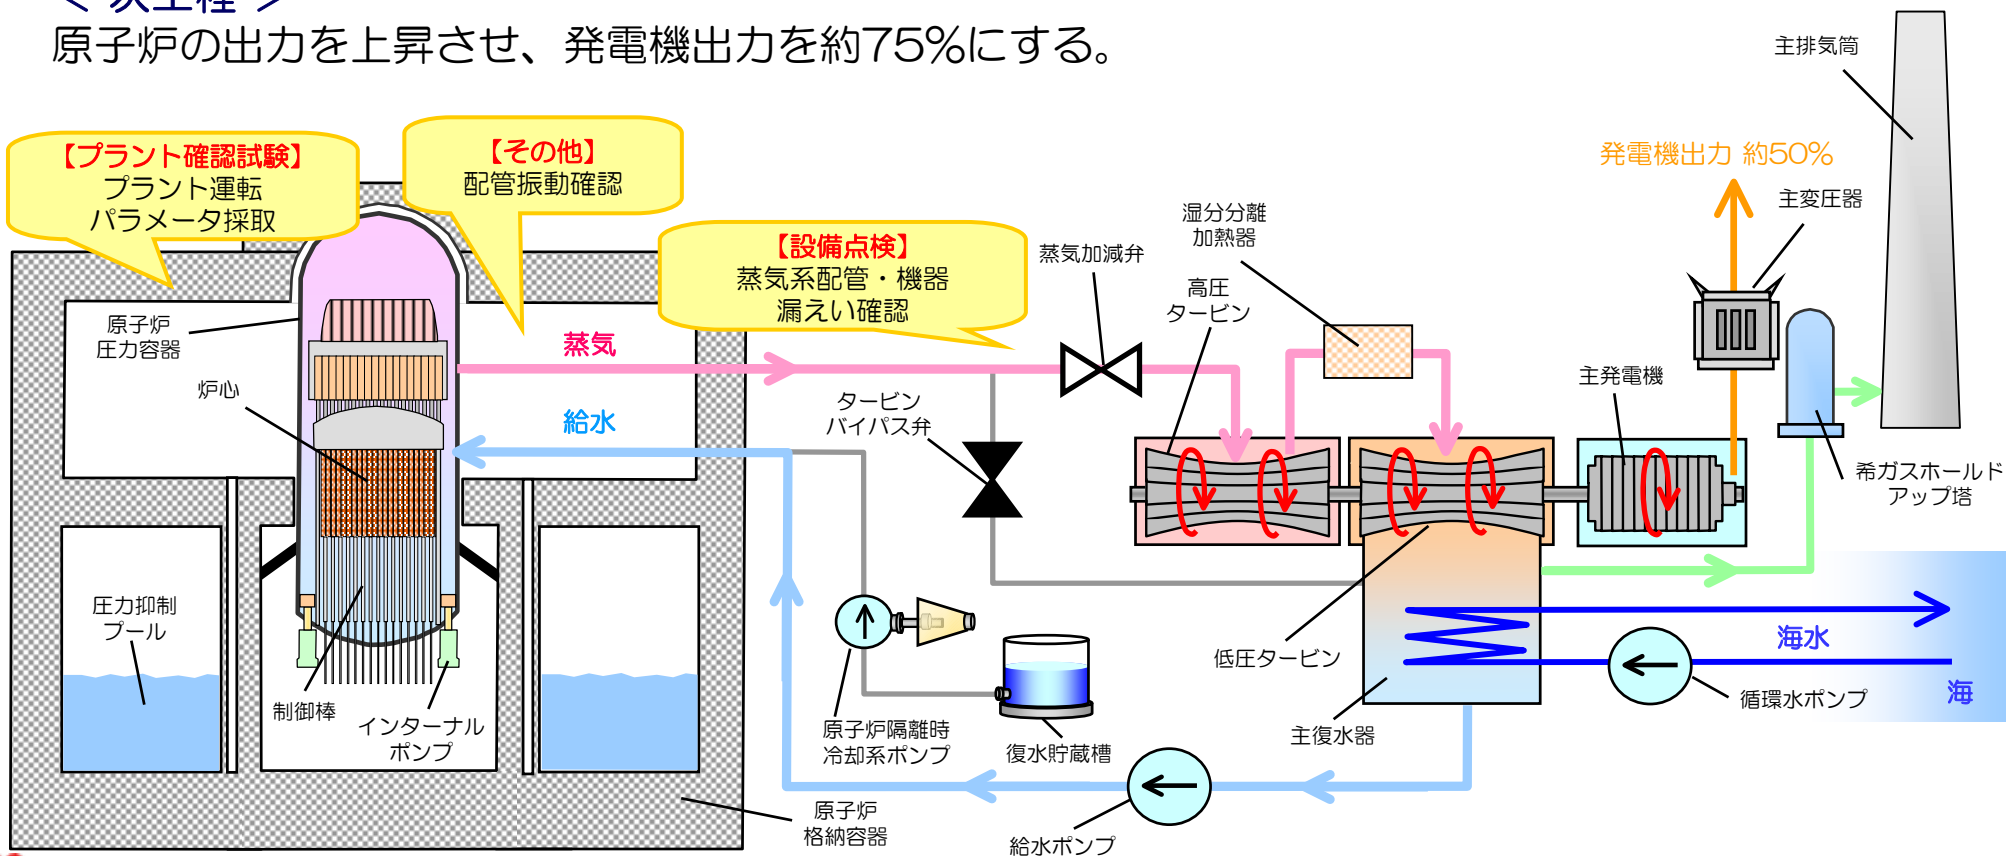 < 次工程 >
原子炉の出力を上昇させ、発電機出力を約75%にする。
主排気筒
【プラント確認試験】
プラント運転
パラメータ採取
【その他】
配管振動確認
【設備点検】
蒸気系配管・機器
漏えい確認
発電機出力 約50%
主変圧器
湿分分離
加熱器
蒸気加減弁
高圧
タービン
原子炉
圧力容器
蒸気
炉心
給水
タービン
バイパス弁
主発電機
希ガスホールド
アップ塔
圧力抑制
プール
低圧タービン
海水
海
循環水ポンプ
制御棒
インターナル
ポンプ
原子炉隔離時
冷却系ポンプ
復水貯蔵槽
主復水器
原子炉
格納容器
給水ポンプ